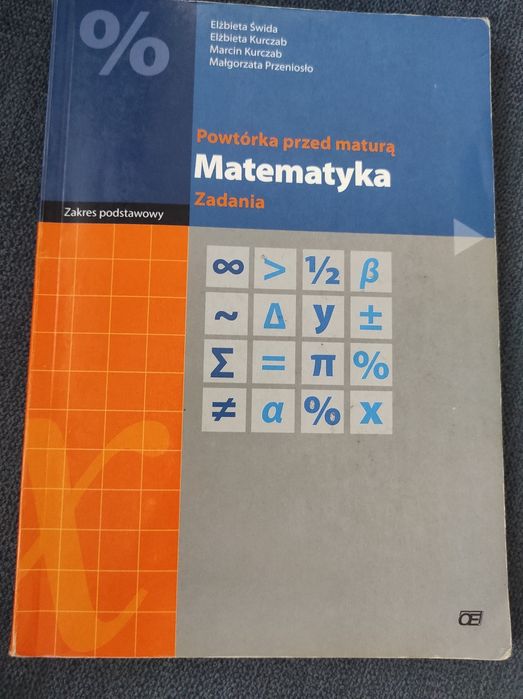 %
Elżbieta Świda
Elżbieta Kurczab
Marcin Kurczab
Małgorzata Przeniosło
Powtórka przed maturą
Matematyka
Zadania
Zakres podstawowy
∞ > ½ β
~ Δ y ±
Σ = π %
≠ α % x
x
OE